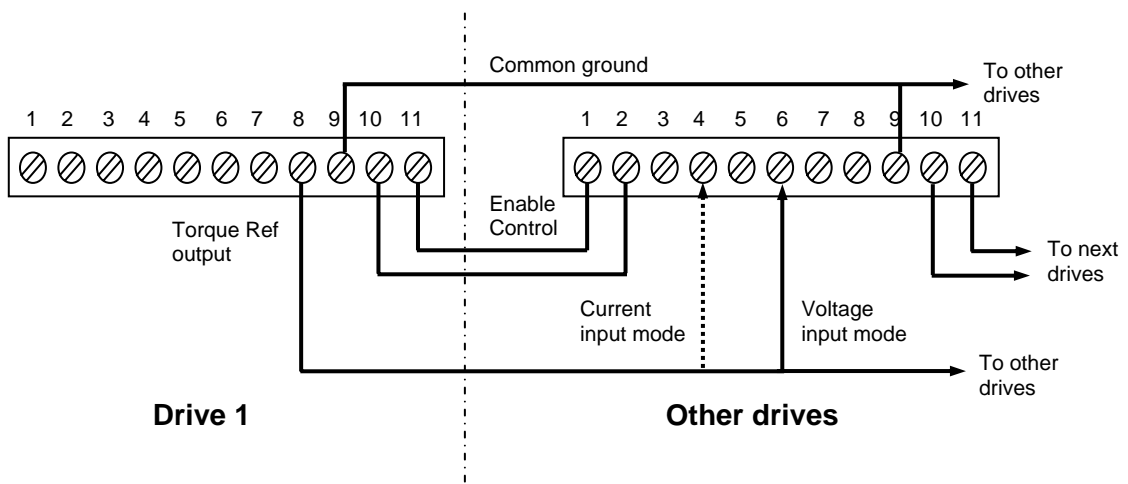 Common ground
To other
drives
1 2 3 4 5 6 7 8 9 10 11
1 2 3 4 5 6 7 8 9 10 11
Torque Ref
output
Enable
Control
To next
drives
Current
input mode
Voltage
input mode
To other
drives
Drive 1
Other drives